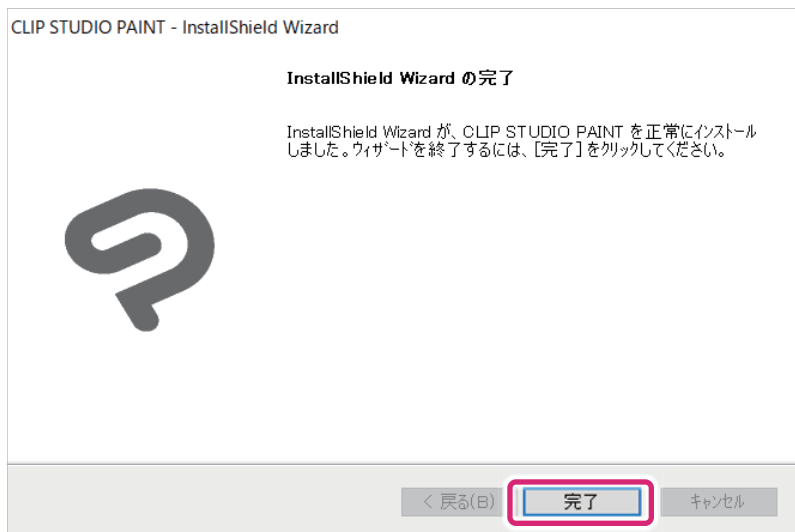 CLIP STUDIO PAINT - InstallShield Wizard
InstallShield Wizard の完了
InstallShield Wizard が、CLIP STUDIO PAINT を正常にインストール
しました。ウィザードを終了するには、[完了] をクリックしてください。
< 戻る(B)
完了
キャンセル